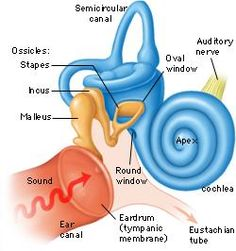 Semicircular
canal
Ossicles:
Stapes
Incus
Malleus
Oval
window
Auditory
nerve
Apex
Sound
Round
window
cochlea
Ear
canal
Eardrum
(tympanic
membrane)
Eustachian
tube